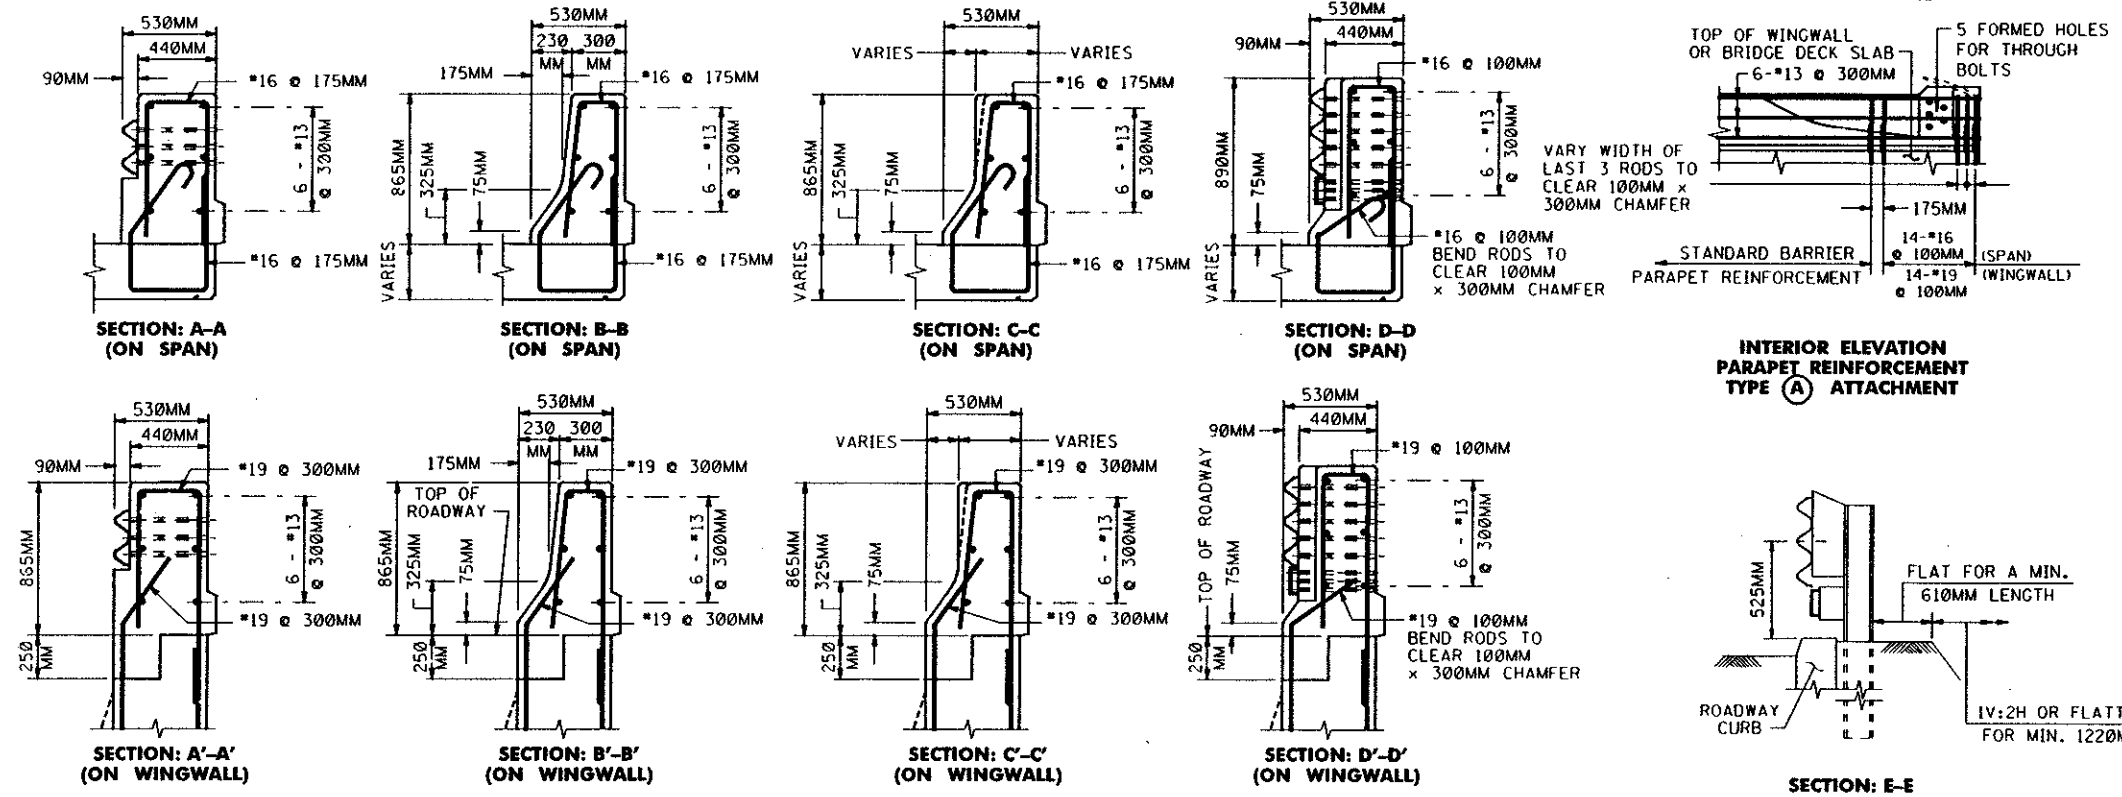 530MM
440MM
90MM
*16 @ 175MM
6 - *13
@ 300MM
*16 @ 175MM
SECTION: A-A
(ON SPAN)
530MM
230 300
MM MM
175MM
*16 @ 175MM
865MM
325MM
75MM
6 - *13
@ 300MM
VARIES
*16 @ 175MM
SECTION: B-B
(ON SPAN)
530MM
VARIES VARIES
*16 @ 175MM
865MM
325MM
75MM
6 - *13
@ 300MM
VARIES
*16 @ 175MM
SECTION: C-C
(ON SPAN)
530MM
90MM 440MM
*16 @ 100MM
890MM
75MM
6 - *13
@ 300MM
VARIES
*16 @ 100MM
BEND RODS TO
CLEAR 100MM
× 300MM CHAMFER
SECTION: D-D
(ON SPAN)
TOP OF WINGWALL
OR BRIDGE DECK SLAB
6-*13 @ 300MM
5 FORMED HOLES
FOR THROUGH
BOLTS
VARY WIDTH OF
LAST 3 RODS TO
CLEAR 100MM ×
300MM CHAMFER
175MM
STANDARD BARRIER
PARAPET REINFORCEMENT
14-*16
@ 100MM (SPAN)
14-*19 (WINGWALL)
@ 100MM
INTERIOR ELEVATION
PARAPET REINFORCEMENT
TYPE A ATTACHMENT
530MM
440MM
90MM
*19 @ 300MM
865MM
6 - *13
@ 300MM
*19 @ 300MM
250
MM
SECTION: A'-A'
(ON WINGWALL)
530MM
230 300
MM MM
175MM
*19 @ 300MM
TOP OF
ROADWAY
865MM
325MM
75MM
6 - *13
@ 300MM
*19 @ 300MM
250
MM
SECTION: B'-B'
(ON WINGWALL)
530MM
VARIES VARIES
*19 @ 300MM
865MM
325MM
75MM
6 - *13
@ 300MM
*19 @ 300MM
250
MM
SECTION: C'-C'
(ON WINGWALL)
530MM
90MM 440MM
*19 @ 100MM
TOP OF ROADWAY
75MM
6 - *13
@ 300MM
*19 @ 100MM
BEND RODS TO
CLEAR 100MM
× 300MM CHAMFER
250
MM
SECTION: D'-D'
(ON WINGWALL)
525MM
FLAT FOR A MIN.
610MM LENGTH
ROADWAY
CURB
1V:2H OR FLATT
FOR MIN. 1220M
SECTION: E-E